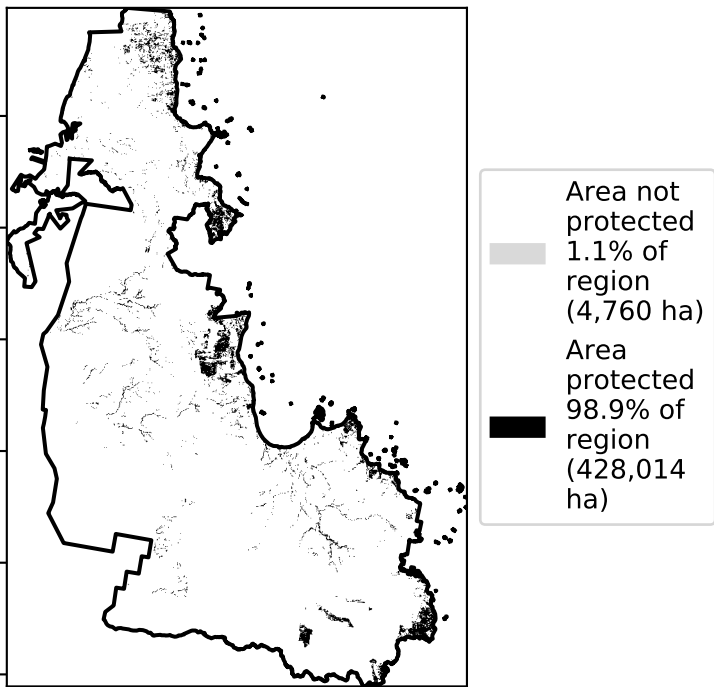 Area not
protected
1.1% of
region
(4,760 ha)
Area
protected
98.9% of
region
(428,014
ha)